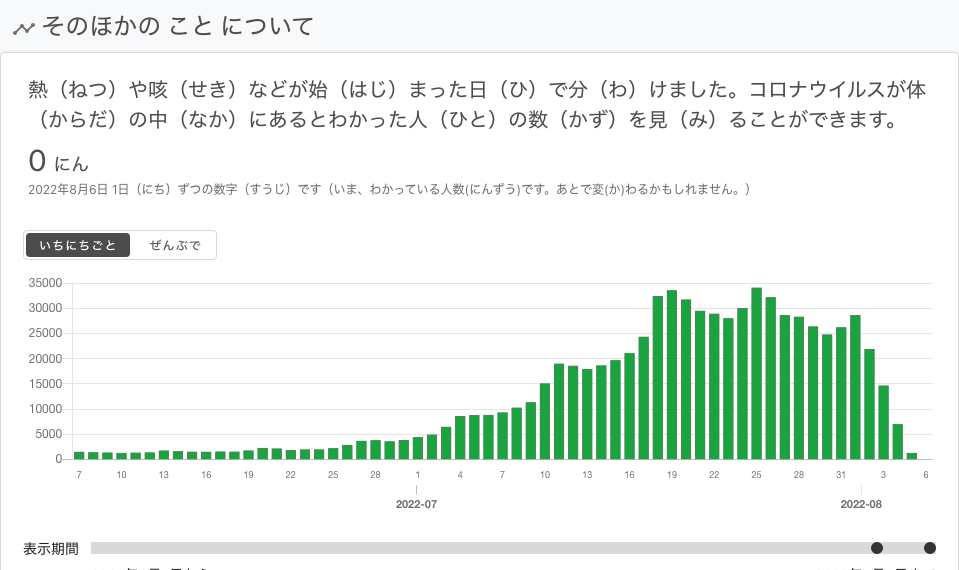 そのほかの こと について
熱（ねつ）や咳（せき）などが始（はじ）まった日（ひ）で分（わ）けました。コロナウイルスが体
（からだ）の中（なか）にあるとわかった人（ひと）の数（かず）を見（み）ることができます。
0 にん
2022年8月6日 1日（にち）ずつの数字（すうじ）です（いま、わかっている人数(にんずう)です。あとで変(か)わるかもしれません。）
いちにちごと ぜんぶで
35000
30000
25000
20000
15000
10000
5000
0
7 10 13 16 19 22 25 28 1 4 7 10 13 16 19 22 25 28 31 3 6
2022-07 2022-08
表示期間